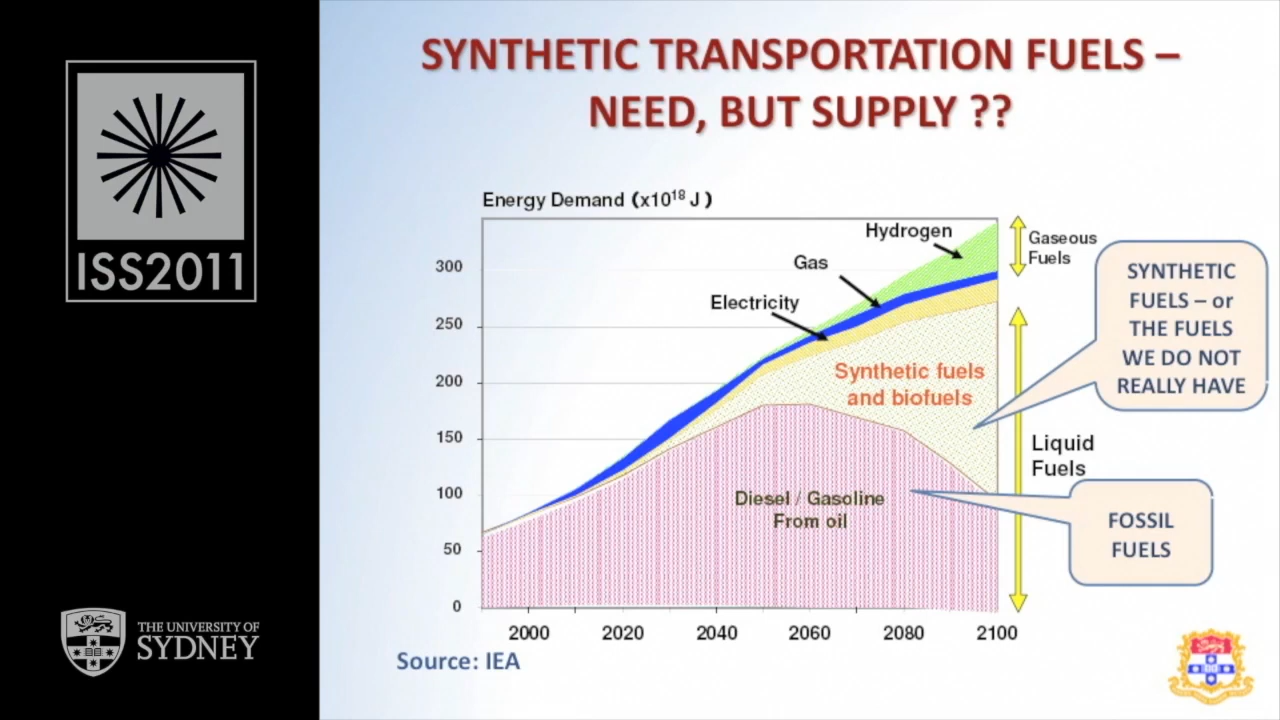 SYNTHETIC TRANSPORTATION FUELS –
NEED, BUT SUPPLY ??
ISS2011
THE UNIVERSITY OF
SYDNEY
Energy Demand (x10¹⁸ J )
300
250
200
150
100
50
0
2000 2020 2040 2060 2080 2100
Hydrogen
Gas
Electricity
Synthetic fuels
and biofuels
Diesel / Gasoline
From oil
Gaseous
Fuels
Liquid
Fuels
SYNTHETIC
FUELS – or
THE FUELS
WE DO NOT
REALLY HAVE
FOSSIL
FUELS
Source: IEA